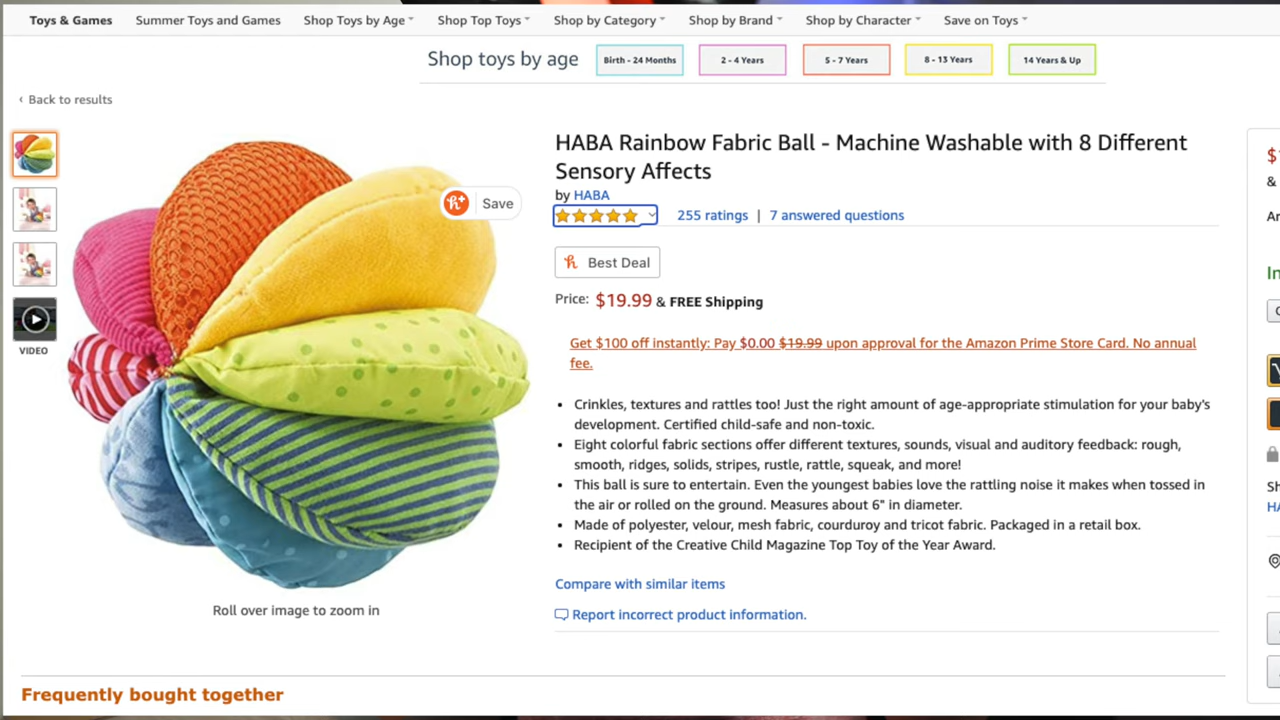 Toys & Games Summer Toys and Games Shop Toys by Age Shop Top Toys Shop by Category Shop by Brand Shop by Character Save on Toys
Shop toys by age Birth - 24 Months 2 - 4 Years 5 - 7 Years 8 - 13 Years 14 Years & Up
‹ Back to results
HABA Rainbow Fabric Ball - Machine Washable with 8 Different
Sensory Affects
by HABA
255 ratings | 7 answered questions
Save
Best Deal
Price: $19.99 & FREE Shipping
Get $100 off instantly: Pay $0.00 $19.99 upon approval for the Amazon Prime Store Card. No annual
fee.
• Crinkles, textures and rattles too! Just the right amount of age-appropriate stimulation for your baby's
development. Certified child-safe and non-toxic.
• Eight colorful fabric sections offer different textures, sounds, visual and auditory feedback: rough,
smooth, ridges, solids, stripes, rustle, rattle, squeak, and more!
• This ball is sure to entertain. Even the youngest babies love the rattling noise it makes when tossed in
the air or rolled on the ground. Measures about 6" in diameter.
• Made of polyester, velour, mesh fabric, courduroy and tricot fabric. Packaged in a retail box.
• Recipient of the Creative Child Magazine Top Toy of the Year Award.
Compare with similar items
Report incorrect product information.
VIDEO
Roll over image to zoom in
Frequently bought together
$
&